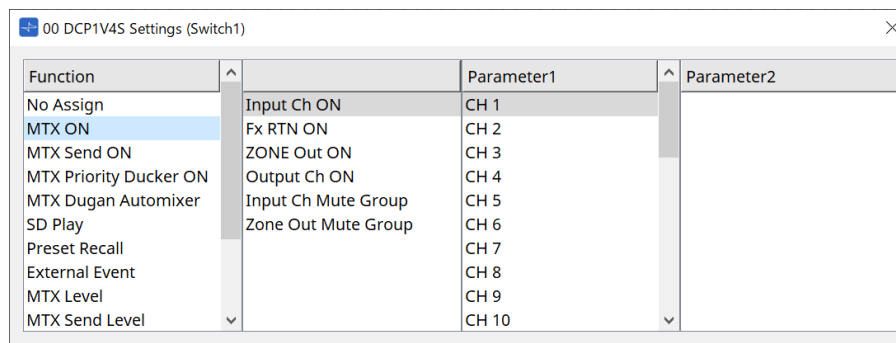 00 DCP1V4S Settings (Switch1)
Function Parameter1 Parameter2
No Assign Input Ch ON CH 1
MTX ON Fx RTN ON CH 2
MTX Send ON ZONE Out ON CH 3
MTX Priority Ducker ON Output Ch ON CH 4
MTX Dugan Automixer Input Ch Mute Group CH 5
SD Play Zone Out Mute Group CH 6
Preset Recall CH 7
External Event CH 8
MTX Level CH 9
MTX Send Level CH 10